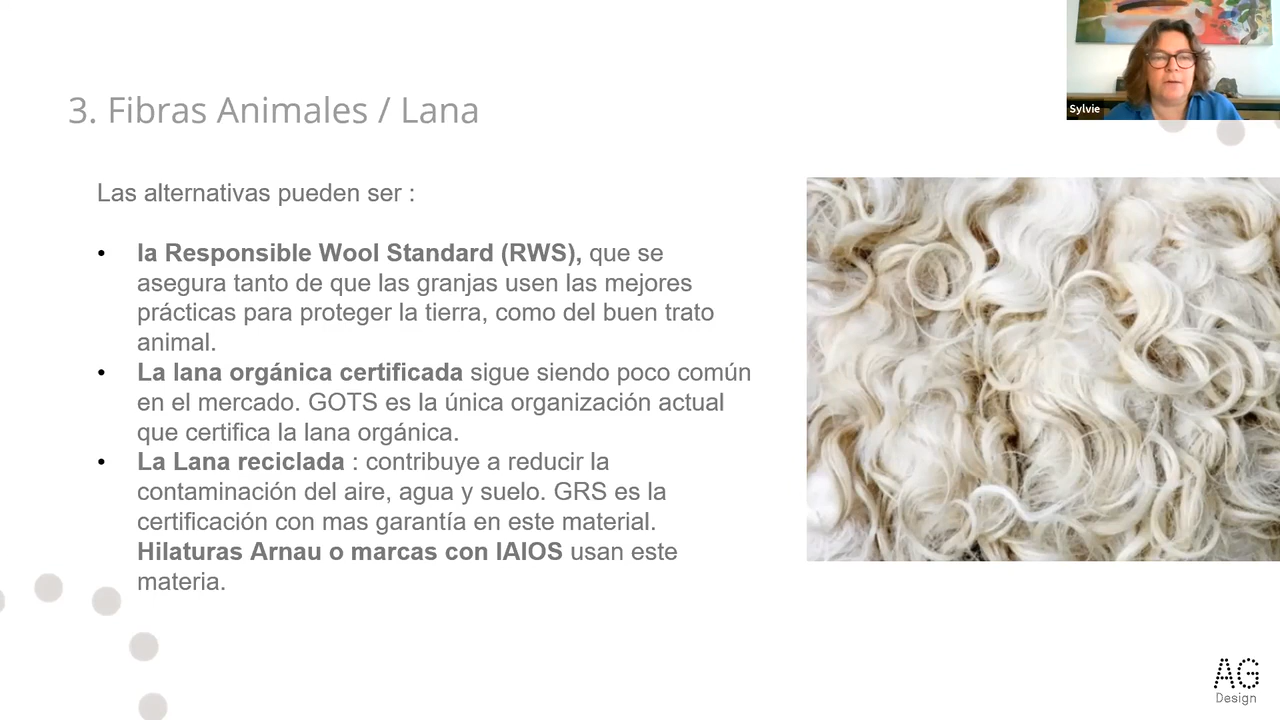 Sylvie
3. Fibras Animales / Lana
Las alternativas pueden ser :
• la Responsible Wool Standard (RWS), que se
asegura tanto de que las granjas usen las mejores
prácticas para proteger la tierra, como del buen trato
animal.
• La lana orgánica certificada sigue siendo poco común
en el mercado. GOTS es la única organización actual
que certifica la lana orgánica.
• La Lana reciclada : contribuye a reducir la
contaminación del aire, agua y suelo. GRS es la
certificación con mas garantía en este material.
Hilaturas Arnau o marcas con IAIOS usan este
materia.
AG
Design